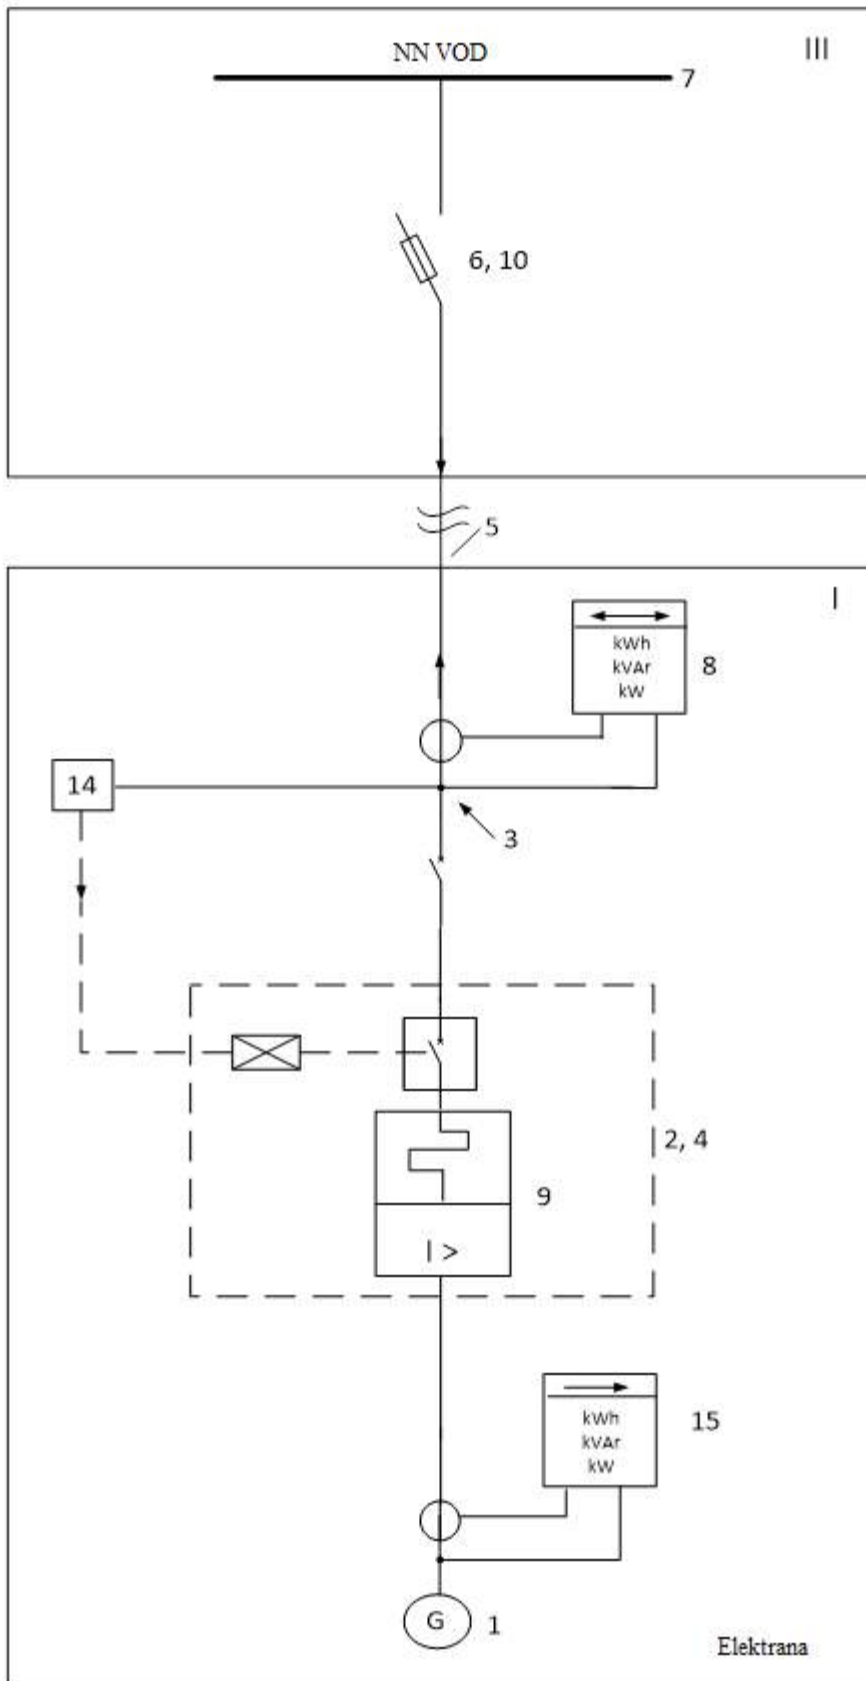 III
NN VOD
7
6, 10
5
I
kWh
kVAr
kW
8
14
3
2, 4
9
I >
kWh
kVAr
kW
15
G
1
Elektrana